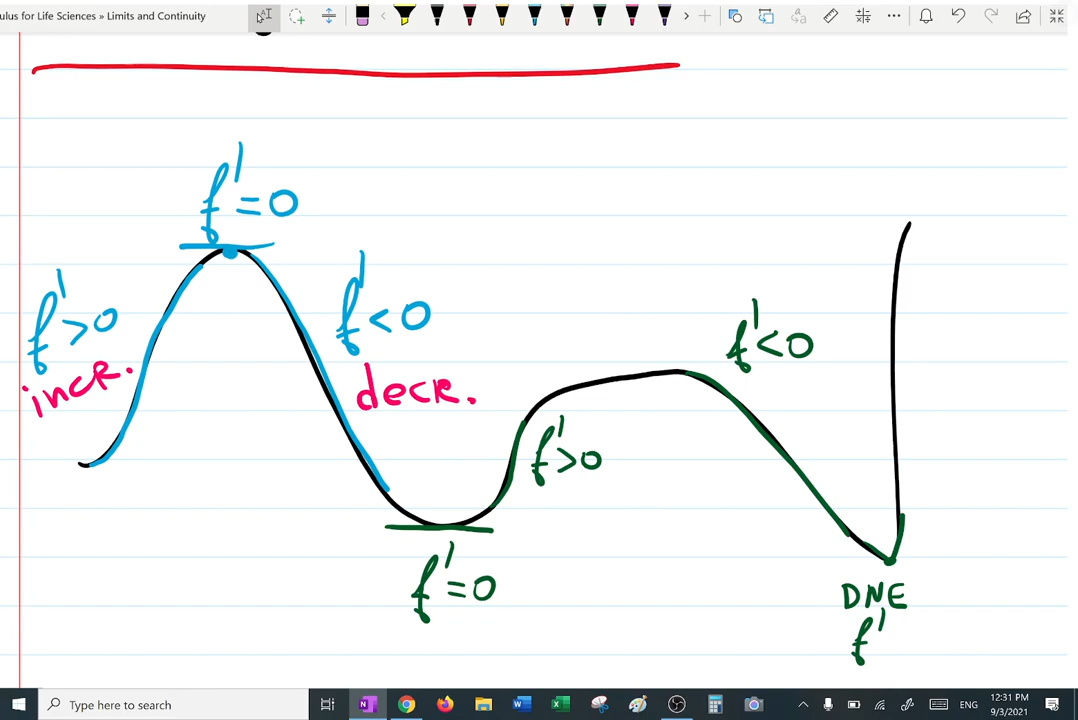 ulus for Life Sciences » Limits and Continuity
f'=0
f'>0
incr.
f'<0
decr.
f'<0
f'>0
f'=0
DNE
f'
Type here to search
ENG
12:31 PM
9/3/2021